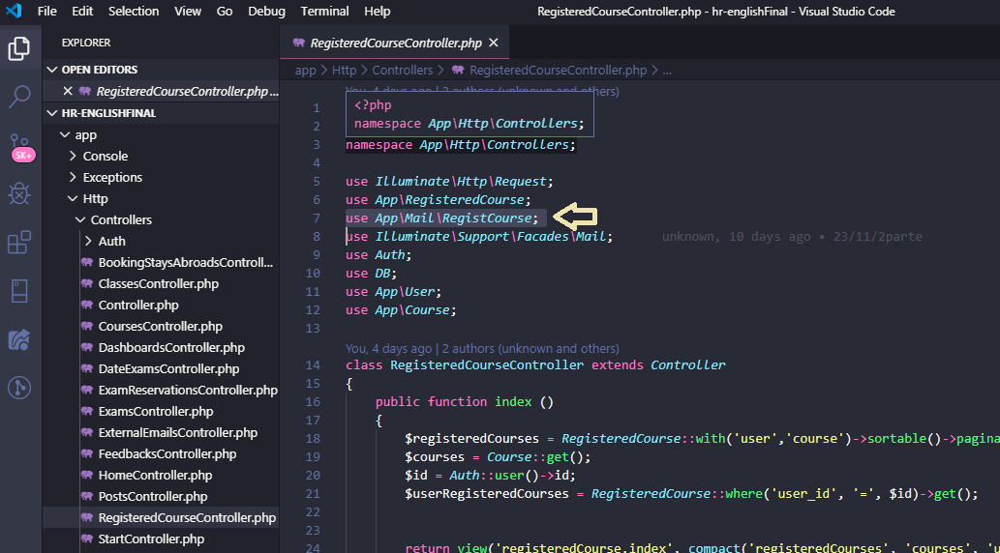 File Edit Selection View Go Debug Terminal Help RegisteredCourseController.php - hr-englishFinal - Visual Studio Code
EXPLORER
OPEN EDITORS
RegisteredCourseController.php ...
HR-ENGLISHFINAL
app
Console
Exceptions
Http
Controllers
Auth
BookingStaysAbroadsControll...
ClassesController.php
Controller.php
CoursesController.php
DashboardsController.php
DateExamsController.php
ExamReservationsController.php
ExamsController.php
ExternalEmailsController.php
FeedbacksController.php
HomeController.php
PostsController.php
RegisteredCourseController.php
StartController.php
5K+
RegisteredCourseController.php
app > Http > Controllers > RegisteredCourseController.php > ...
You, 4 days ago | 2 authors (unknown and others)
<?php
namespace App\Http\Controllers;
1
2
3 namespace App\Http\Controllers;
4
5 use Illuminate\Http\Request;
6 use App\RegisteredCourse;
7 use App\Mail\RegistCourse;
8 use Illuminate\Support\Facades\Mail; unknown, 10 days ago • 23/11/2parte
9 use Auth;
10 use DB;
11 use App\User;
12 use App\Course;
13
You, 4 days ago | 2 authors (unknown and others)
14 class RegisteredCourseController extends Controller
15 {
16 public function index ()
17 {
18 $registeredCourses = RegisteredCourse::with('user','course')->sortable()->pagina
19 $courses = Course::get();
20 $id = Auth::user()->id;
21 $userRegisteredCourses = RegisteredCourse::where('user_id', '=', $id)->get();
22
23
24 return view('registeredCourse.index', compact('registeredCourses', 'courses', 'u